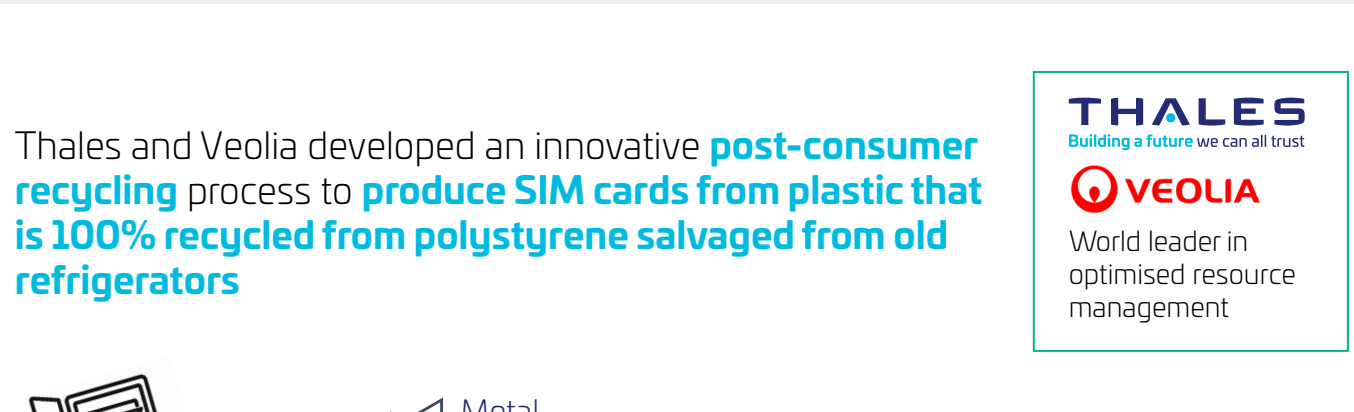 Thales and Veolia developed an innovative post-consumer
recycling process to produce SIM cards from plastic that
is 100% recycled from polystyrene salvaged from old
refrigerators
THALES
Building a future we can all trust
VEOLIA
World leader in
optimised resource
management
Metal